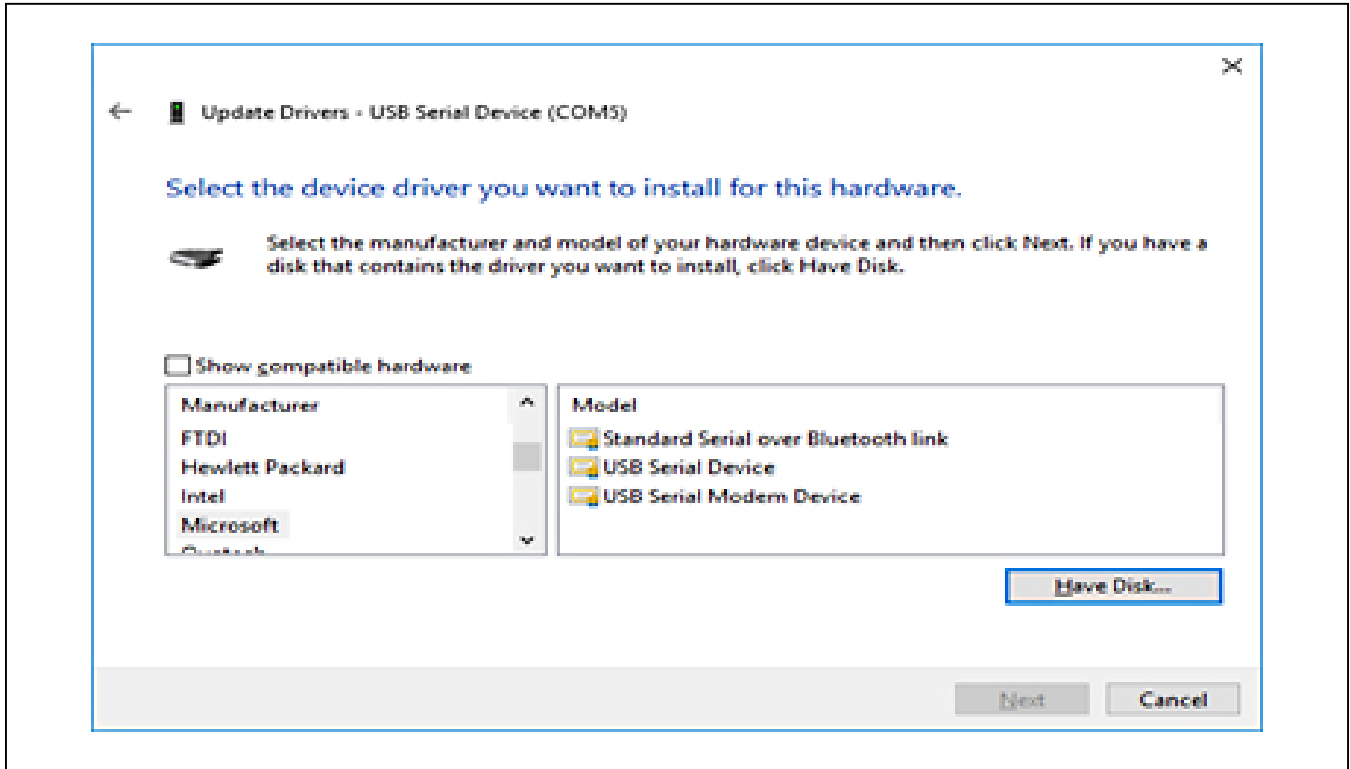 Update Drivers - USB Serial Device (COM5)
Select the device driver you want to install for this hardware.
Select the manufacturer and model of your hardware device and then click Next. If you have a
disk that contains the driver you want to install, click Have Disk.
Show compatible hardware
Manufacturer
FTDI
Hewlett Packard
Intel
Microsoft
Model
Standard Serial over Bluetooth link
USB Serial Device
USB Serial Modem Device
Have Disk...
Next
Cancel